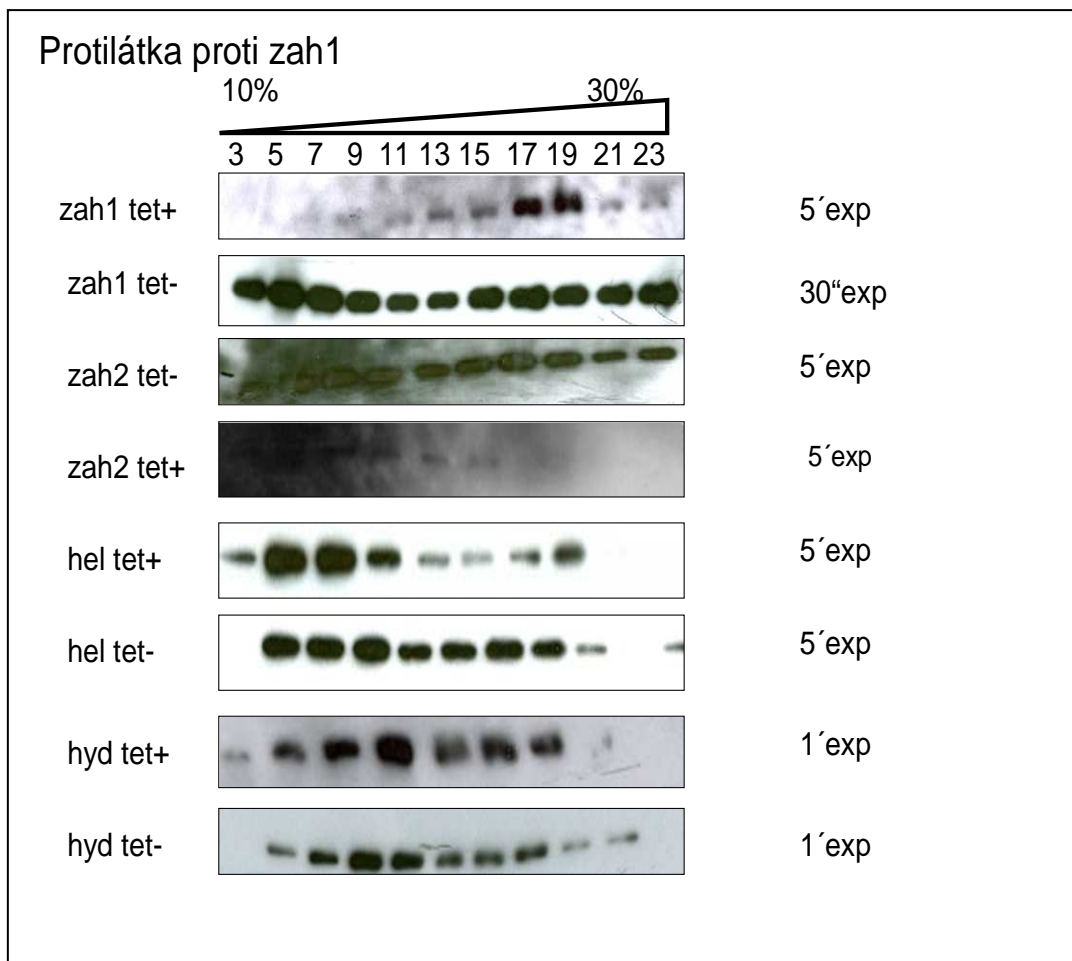 Protilátka proti zah1
10% 30%
3 5 7 9 11 13 15 17 19 21 23
zah1 tet+ 5´exp
zah1 tet- 30“exp
zah2 tet- 5´exp
zah2 tet+ 5´exp
hel tet+ 5´exp
hel tet- 5´exp
hyd tet+ 1´exp
hyd tet- 1´exp